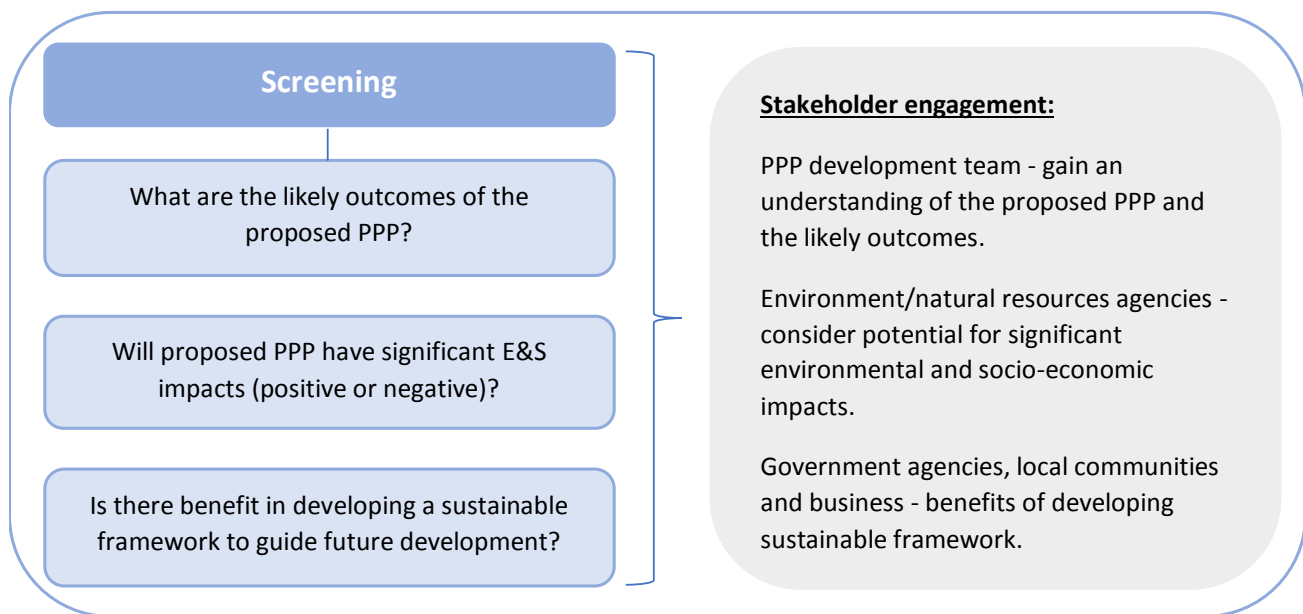 Screening
What are the likely outcomes of the
proposed PPP?
Will proposed PPP have significant E&S
impacts (positive or negative)?
Is there benefit in developing a sustainable
framework to guide future development?
Stakeholder engagement:
PPP development team - gain an
understanding of the proposed PPP and
the likely outcomes.
Environment/natural resources agencies -
consider potential for significant
environmental and socio-economic
impacts.
Government agencies, local communities
and business - benefits of developing
sustainable framework.